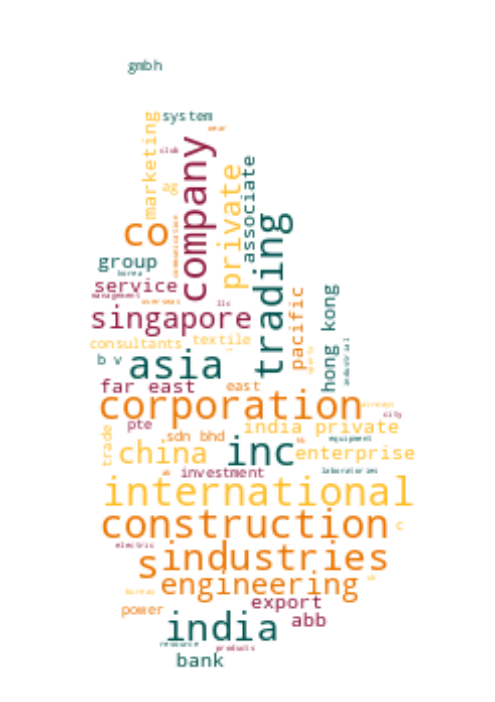 gmbh
system
wear
marketing
club
company
private
associate
ag
og
co
trading
communication
group
korea
service
management
overseas
llc
pacific
hong kong
singapore
consultants
textile
sports
industrial
b v
asia
far east
east
corporation
airways
pte
city
trade
sdn bhd
india private
equipment
china
inc
enterprise
investment
laboratories
international
construction
c
electric
s
industries
engineering
bureau
export
power
abb
india
resource
products
bank